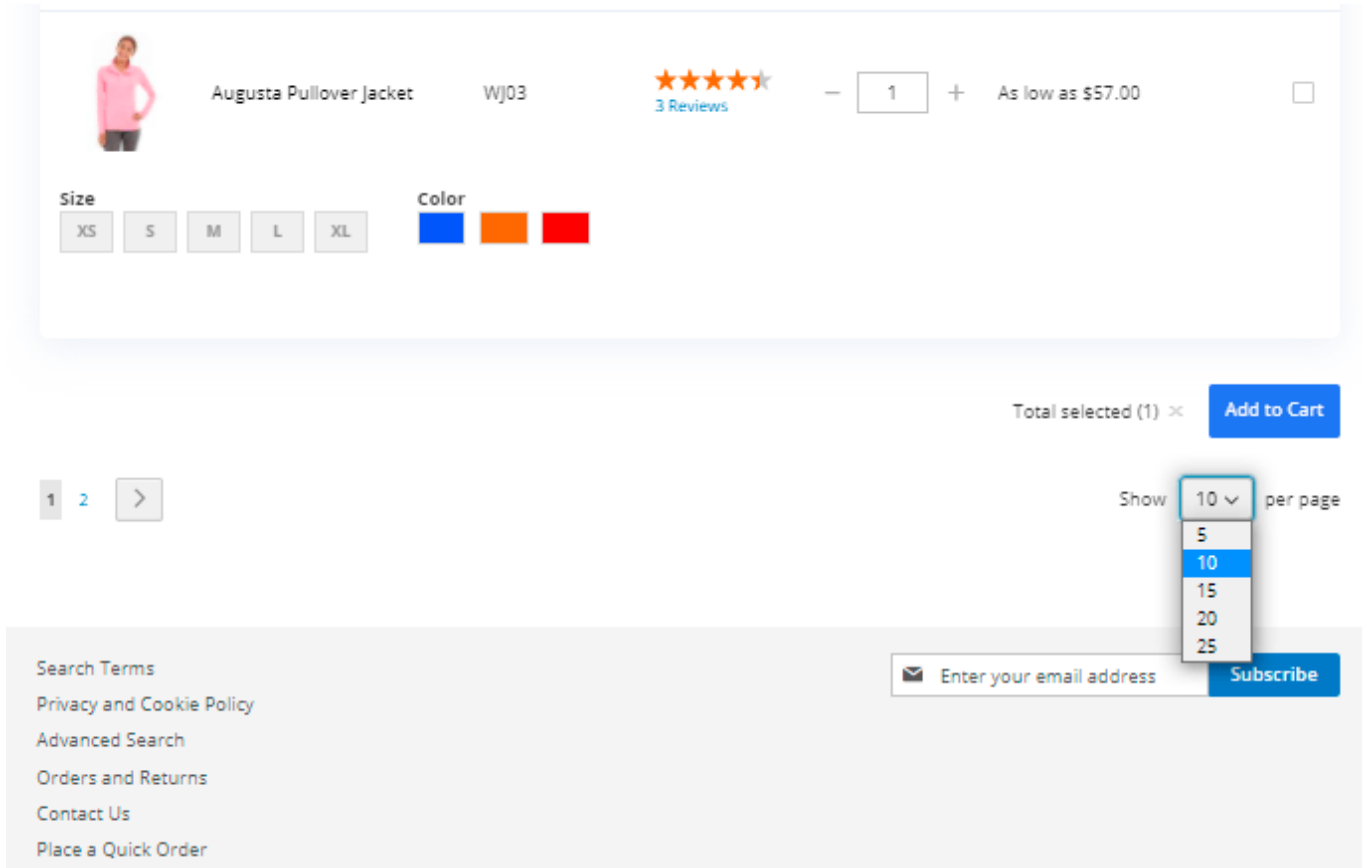 Augusta Pullover Jacket WJ03 3 Reviews — 1 + As low as $57.00
Size Color
XS S M L XL
Total selected (1) × Add to Cart
1 2 > Show 10 per page
5
10
15
20
25
Search Terms
Enter your email address Subscribe
Privacy and Cookie Policy
Advanced Search
Orders and Returns
Contact Us
Place a Quick Order